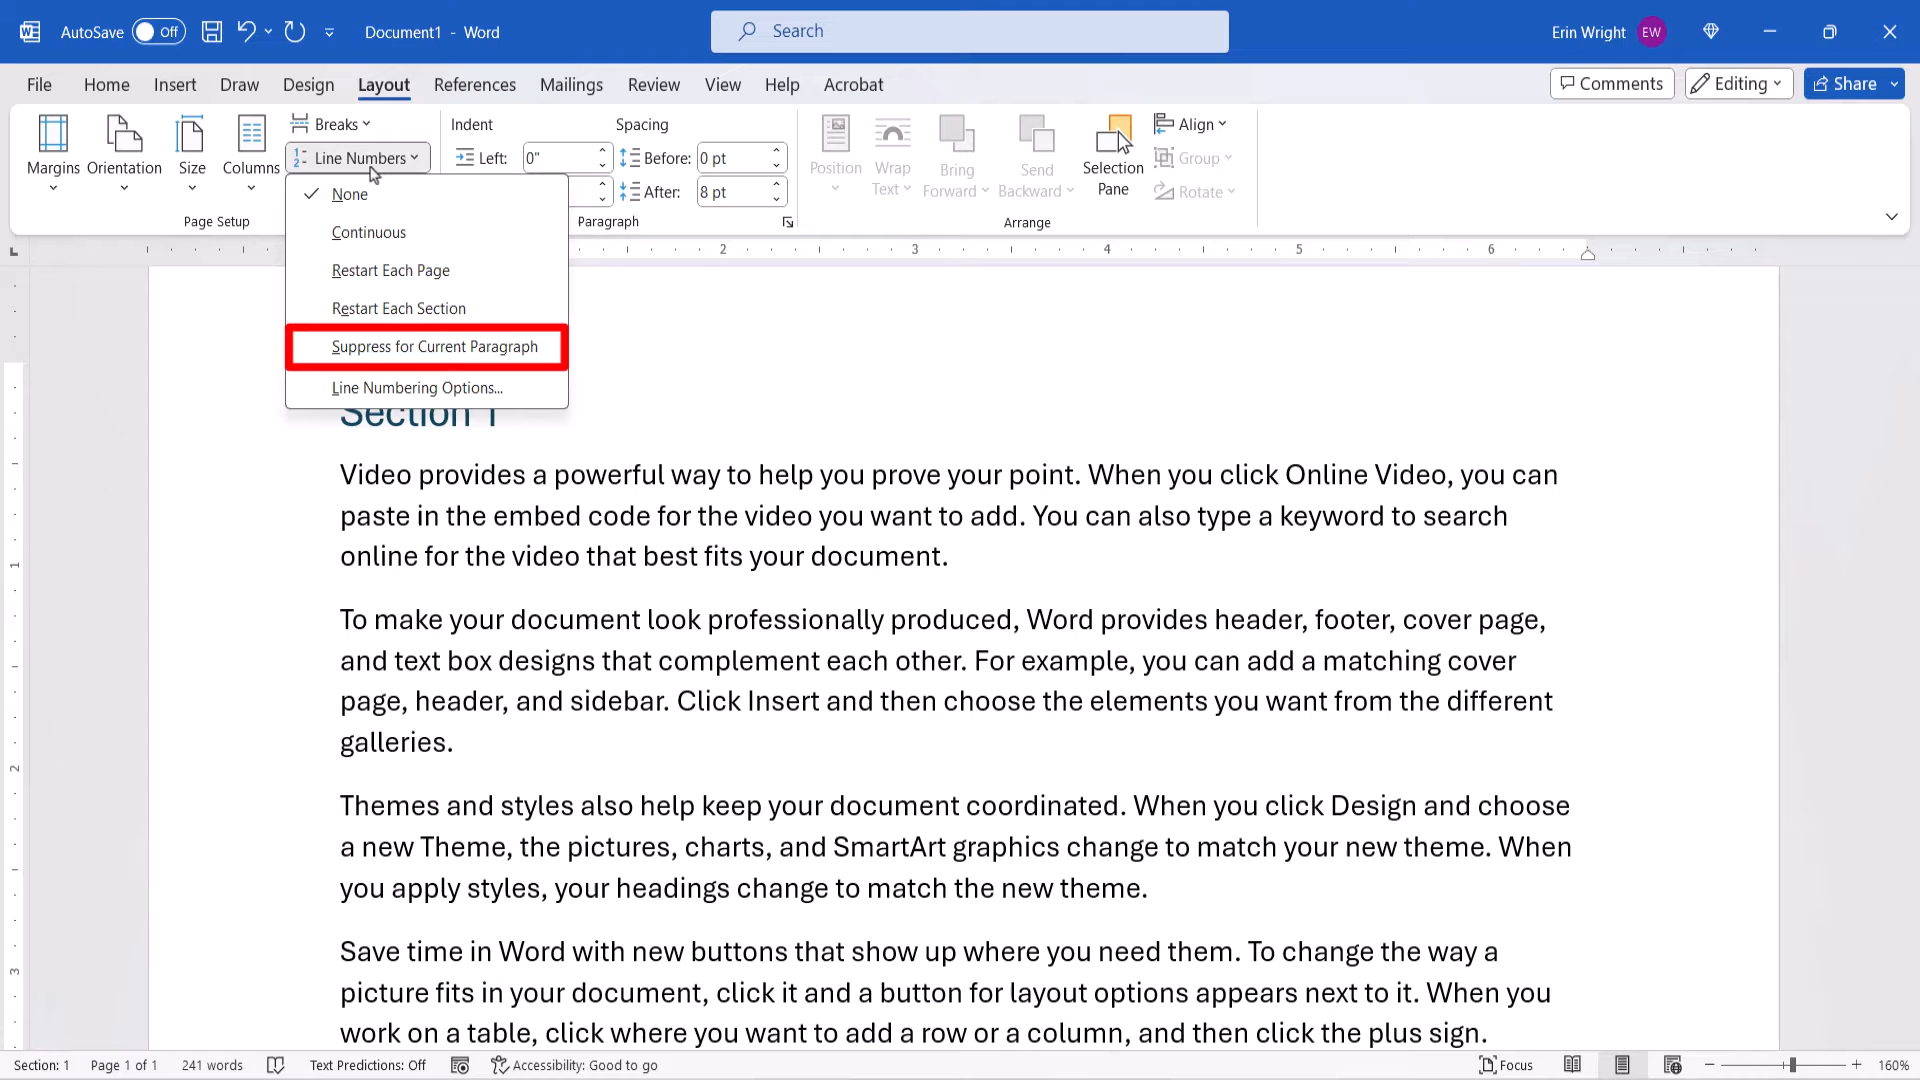 AutoSave Off Document1 - Word Search Erin Wright EW
File Home Insert Draw Design Layout References Mailings Review View Help Acrobat Comments Editing Share
Margins Orientation Size Columns
Breaks
Line Numbers
Page Setup
Indent
Left: 0"
Spacing
Before: 0 pt
After: 8 pt
Paragraph
Position
Wrap
Text
Bring
Forward
Send
Backward
Selection
Pane
Align
Group
Rotate
Arrange
None
Continuous
Restart Each Page
Restart Each Section
Suppress for Current Paragraph
Line Numbering Options...
2 3 4 5 6
Section 1
Video provides a powerful way to help you prove your point. When you click Online Video, you can
paste in the embed code for the video you want to add. You can also type a keyword to search
online for the video that best fits your document.
To make your document look professionally produced, Word provides header, footer, cover page,
and text box designs that complement each other. For example, you can add a matching cover
page, header, and sidebar. Click Insert and then choose the elements you want from the different
galleries.
Themes and styles also help keep your document coordinated. When you click Design and choose
a new Theme, the pictures, charts, and SmartArt graphics change to match your new theme. When
you apply styles, your headings change to match the new theme.
Save time in Word with new buttons that show up where you need them. To change the way a
picture fits in your document, click it and a button for layout options appears next to it. When you
work on a table, click where you want to add a row or a column, and then click the plus sign.
1
2
3
Section: 1 Page 1 of 1 241 words Text Predictions: Off Accessibility: Good to go Focus 160%